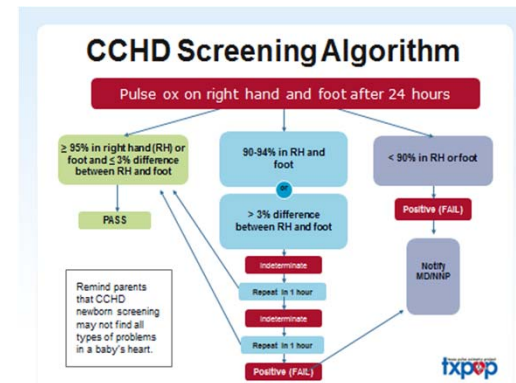 CCHD Screening Algorithm
Pulse ox on right hand and foot after 24 hours
≥ 95% in right hand (RH) or
foot and ≤ 3% difference
between RH and foot
PASS
Remind parents
that CCHD
newborn screening
may not find all
types of problems
in a baby's heart.
90-94% in RH and
foot
or
> 3% difference
between RH and foot
Indeterminate
Repeat in 1 hour
Indeterminate
Repeat in 1 hour
Positive (FAIL)
< 90% in RH or foot
Positive (FAIL)
Notify
MD/NNP
txpop